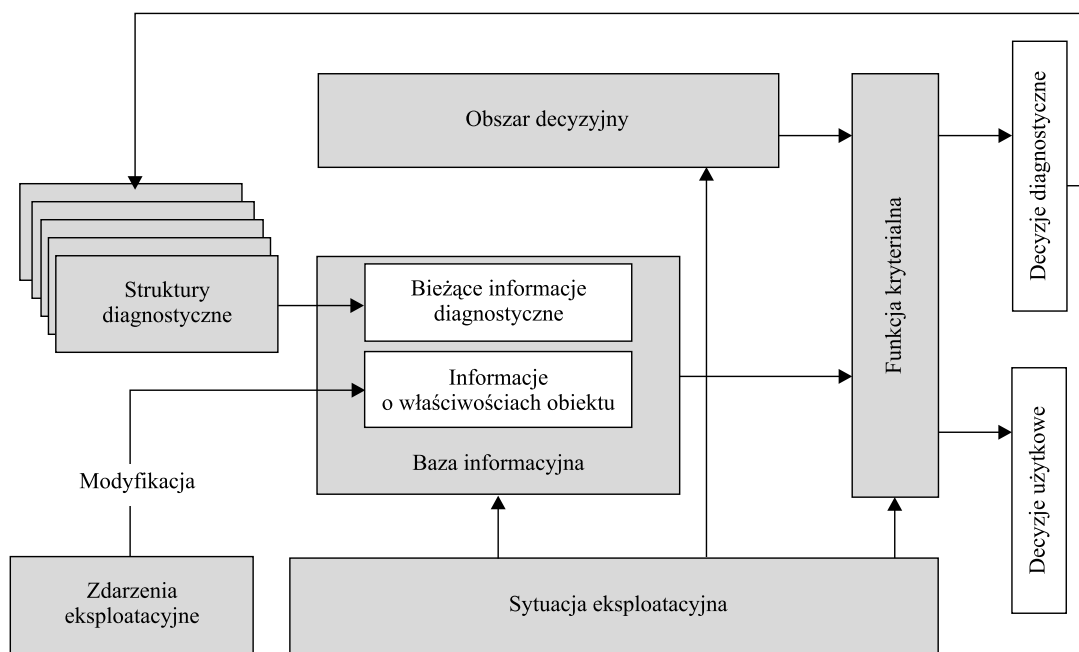 Obszar decyzyjny
Funkcja kryterialna
Decyzje diagnostyczne
Struktury
diagnostyczne
Bieżące informacje
diagnostyczne
Informacje
o właściwościach obiektu
Baza informacyjna
Decyzje użytkowe
Modyfikacja
Zdarzenia
eksploatacyjne
Sytuacja eksploatacyjna